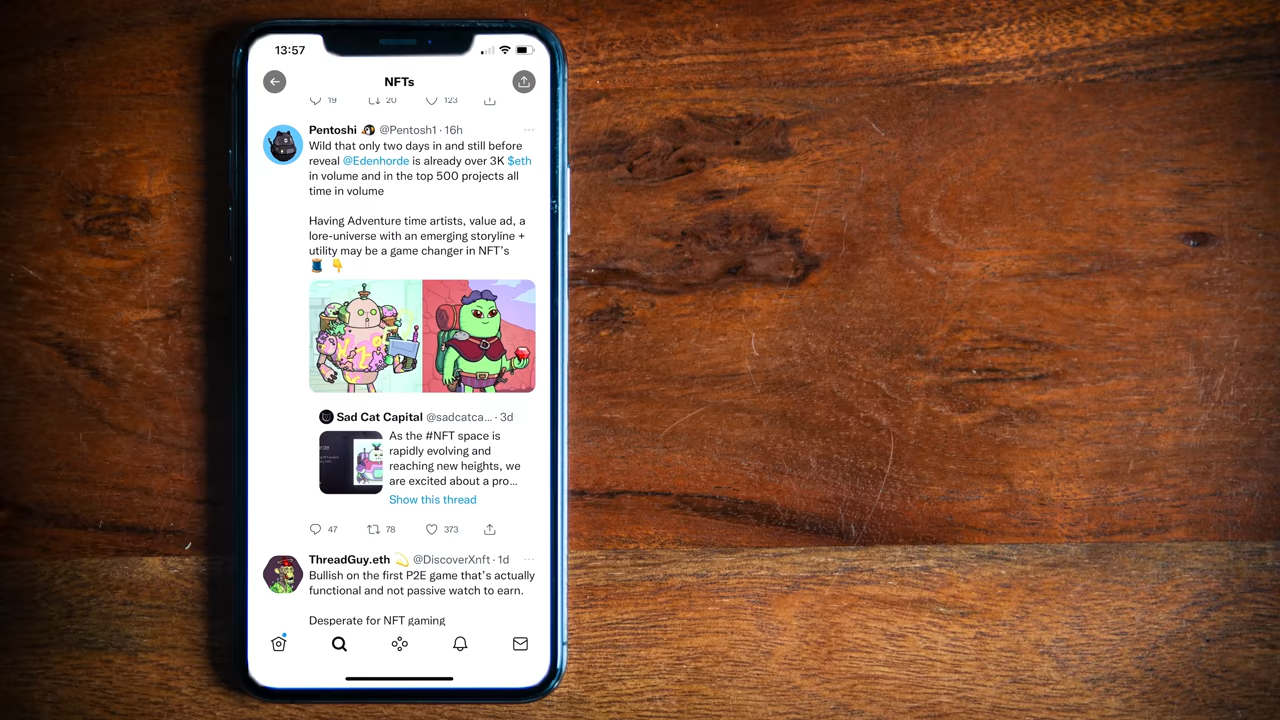 13:57
NFTs
19 20 123
Pentoshi @Pentosh1 · 16h
Wild that only two days in and still before
reveal @Edenhorde is already over 3K $eth
in volume and in the top 500 projects all
time in volume
Having Adventure time artists, value ad, a
lore-universe with an emerging storyline +
utility may be a game changer in NFT's
Sad Cat Capital @sadcatca... · 3d
As the #NFT space is
rapidly evolving and
reaching new heights, we
are excited about a pro...
Show this thread
47 78 373
ThreadGuy.eth @DiscoverXnft · 1d
Bullish on the first P2E game that's actually
functional and not passive watch to earn.
Desperate for NFT gaming